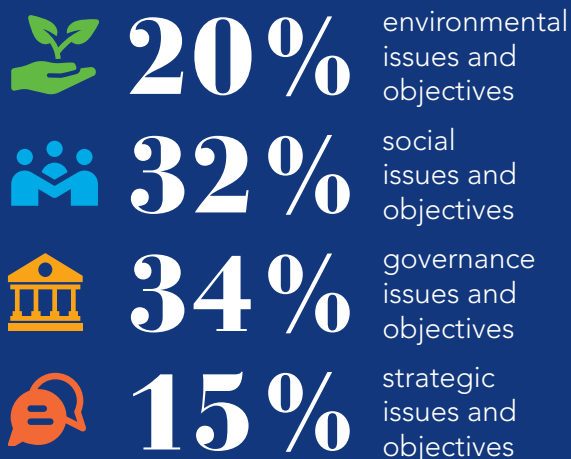 20% environmental
issues and
objectives
32% social
issues and
objectives
34% governance
issues and
objectives
15% strategic
issues and
objectives